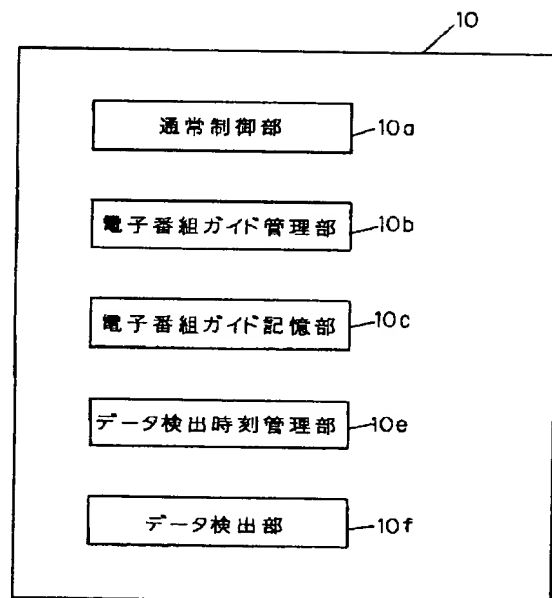 10
通常制御部 10a
電子番組ガイド管理部 10b
電子番組ガイド記憶部 10c
データ検出時刻管理部 10e
データ検出部 10f